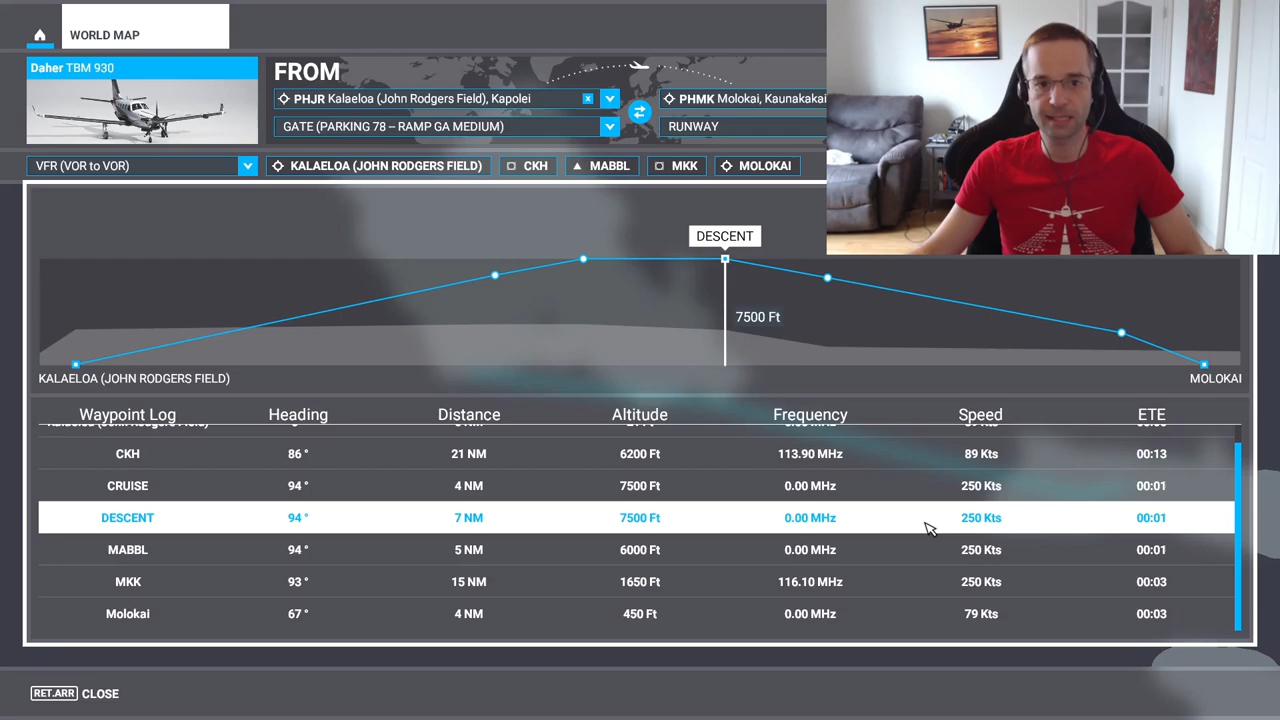 WORLD MAP
Daher TBM 930
FROM
PHJR Kalaeloa (John Rodgers Field), Kapolei
x
PHMK Molokai, Kaunakakai
GATE (PARKING 78 – RAMP GA MEDIUM)
RUNWAY
VFR (VOR to VOR)
KALAELOA (JOHN RODGERS FIELD)
CKH
MABBL
MKK
MOLOKAI
DESCENT
7500 Ft
KALAELOA (JOHN RODGERS FIELD)
MOLOKAI
Waypoint Log Heading Distance Altitude Frequency Speed ETE
CKH 86 ° 21 NM 6200 Ft 113.90 MHz 89 Kts 00:13
CRUISE 94 ° 4 NM 7500 Ft 0.00 MHz 250 Kts 00:01
DESCENT 94 ° 7 NM 7500 Ft 0.00 MHz 250 Kts 00:01
MABBL 94 ° 5 NM 6000 Ft 0.00 MHz 250 Kts 00:01
MKK 93 ° 15 NM 1650 Ft 116.10 MHz 250 Kts 00:03
Molokai 67 ° 4 NM 450 Ft 0.00 MHz 79 Kts 00:03
RET.ARR CLOSE